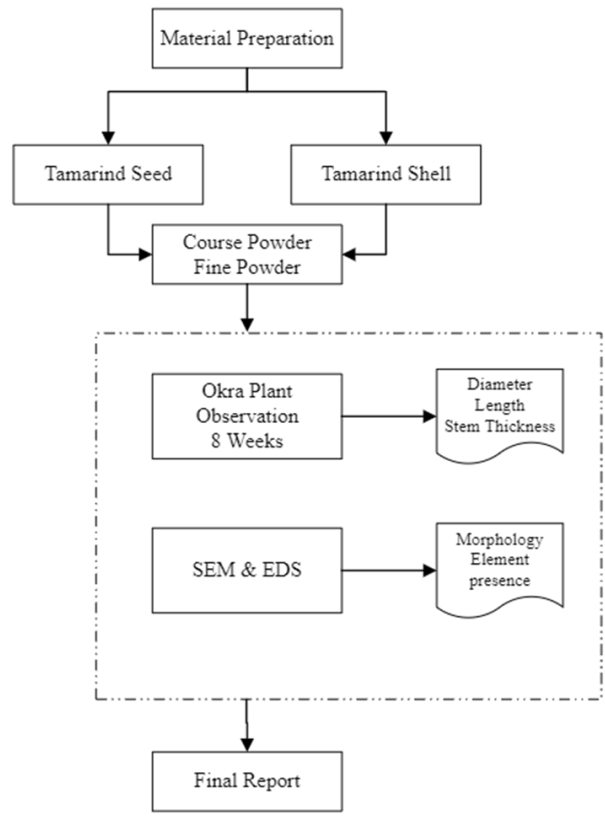 Material Preparation
Tamarind Seed
Tamarind Shell
Course Powder
Fine Powder
Okra Plant
Observation
8 Weeks
Diameter
Length
Stem Thickness
SEM & EDS
Morphology
Element
presence
Final Report